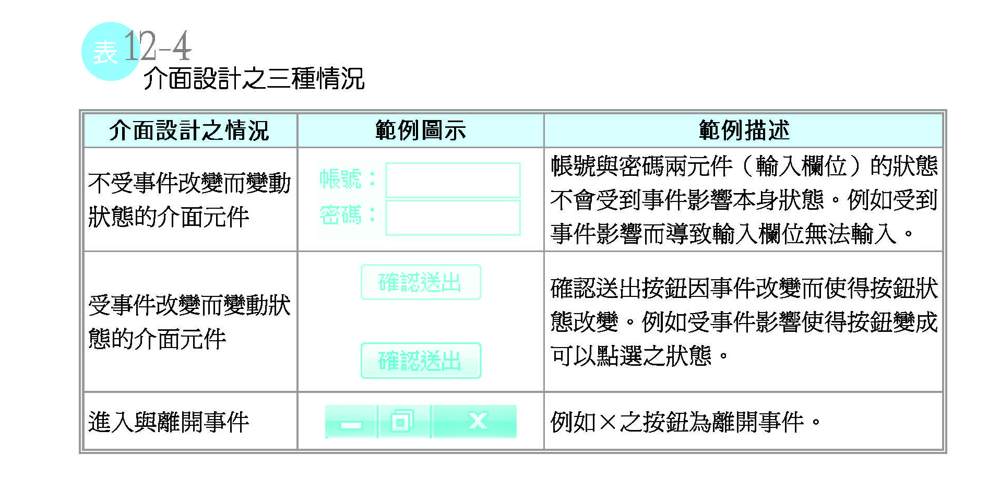 表12-4
介面設計之三種情況
介面設計之情況
範例圖示
範例描述
不受事件改變而變動
狀態的介面元件
帳號：
密碼：
帳號與密碼兩元件（輸入欄位）的狀態
不會受到事件影響本身狀態。例如受到
事件影響而導致輸入欄位無法輸入。
受事件改變而變動狀
態的介面元件
確認送出
確認送出
確認送出按鈕因事件改變而使得按鈕狀
態改變。例如受事件影響使得按鈕變成
可以點選之狀態。
進入與離開事件
例如×之按鈕為離開事件。